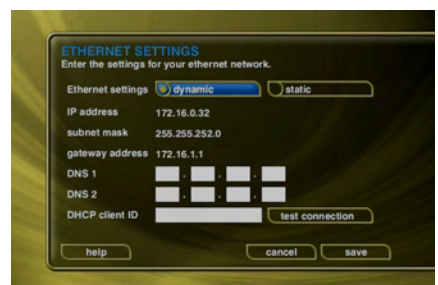 ETHERNET SETTINGS
Enter the settings for your ethernet network.
Ethernet settings dynamic static
IP address 172.16.0.32
subnet mask 255.255.252.0
gateway address 172.16.1.1
DNS 1 . . .
DNS 2 . . .
DHCP client ID test connection
help cancel save